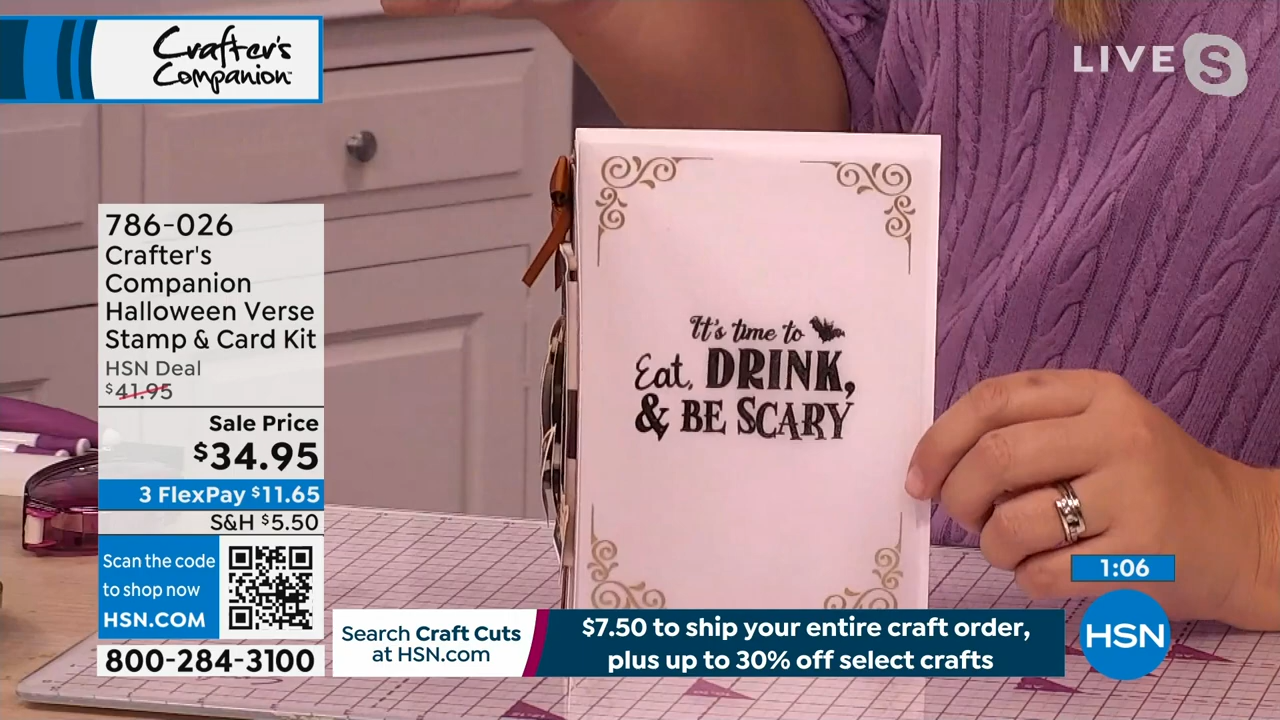 Crafter's
Companion
LIVE S
786-026
Crafter's
Companion
Halloween Verse
Stamp & Card Kit
HSN Deal
$41.95
Sale Price
$34.95
3 FlexPay $11.65
S&H $5.50
Scan the code
to shop now
HSN.COM
800-284-3100
It's time to
Eat, DRINK,
& BE SCARY
1:06
Search Craft Cuts
at HSN.com
$7.50 to ship your entire craft order,
plus up to 30% off select crafts
HSN